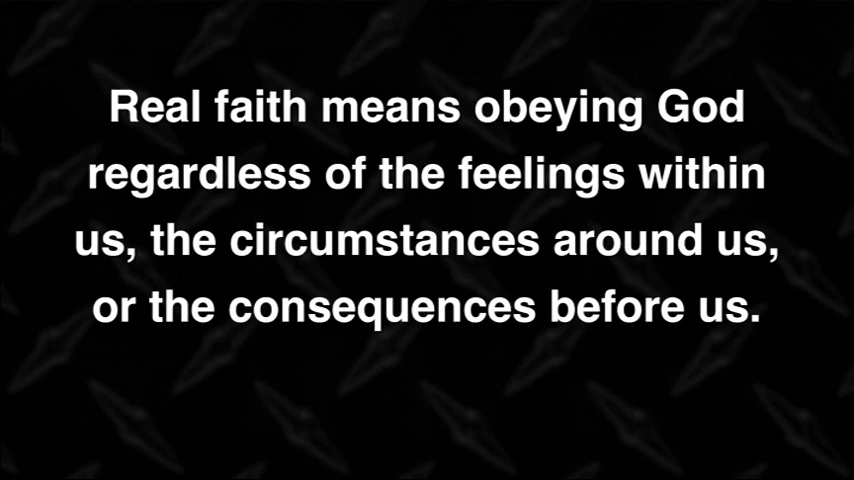 Real faith means obeying God
regardless of the feelings within
us, the circumstances around us,
or the consequences before us.